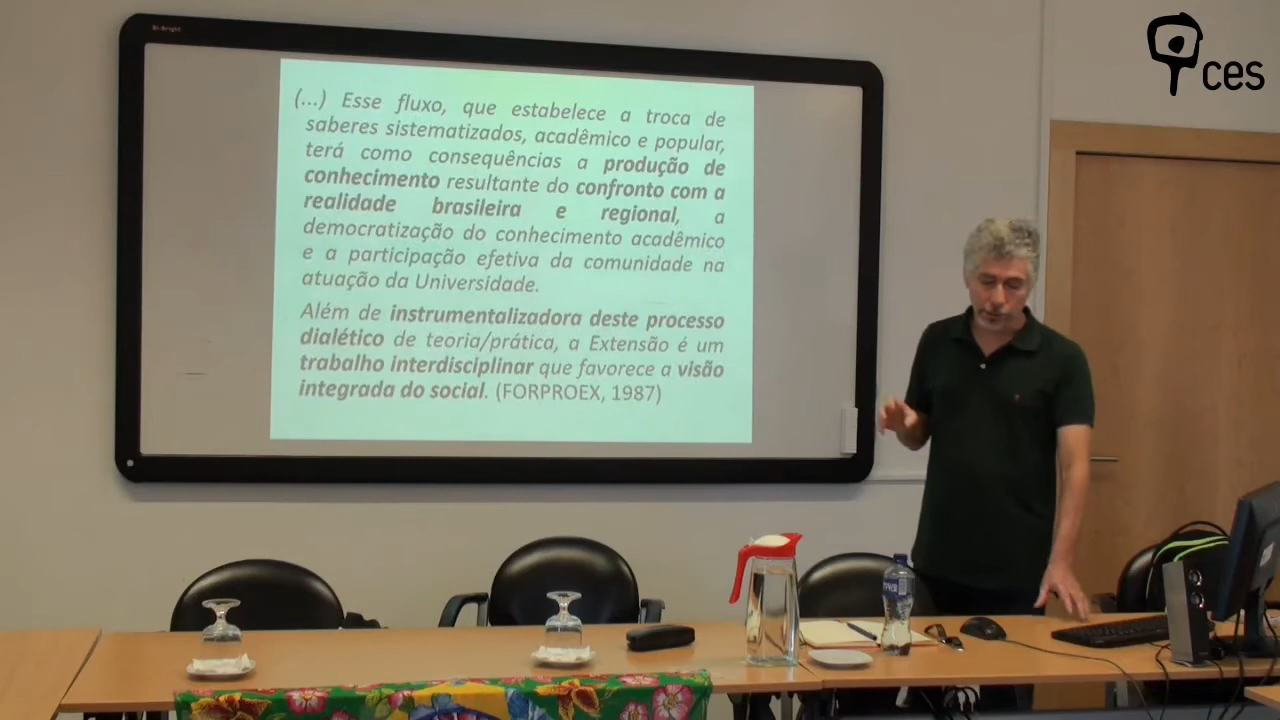 Bi-Bright
ces
(...) Esse fluxo, que estabelece a troca de
saberes sistematizados, acadêmico e popular,
terá como consequências a produção de
conhecimento resultante do confronto com a
realidade brasileira e regional, a
democratização do conhecimento acadêmico
e a participação efetiva da comunidade na
atuação da Universidade.
Além de instrumentalizadora deste processo
dialético de teoria/prática, a Extensão é um
trabalho interdisciplinar que favorece a visão
integrada do social. (FORPROEX, 1987)